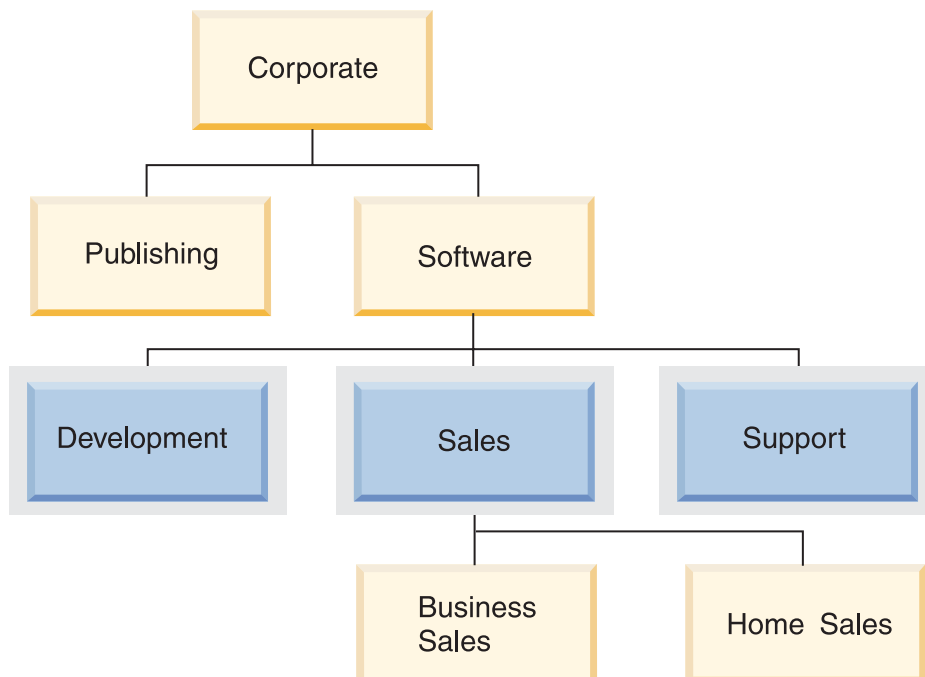 Corporate
Publishing
Software
Development
Sales
Support
Business
Sales
Home Sales